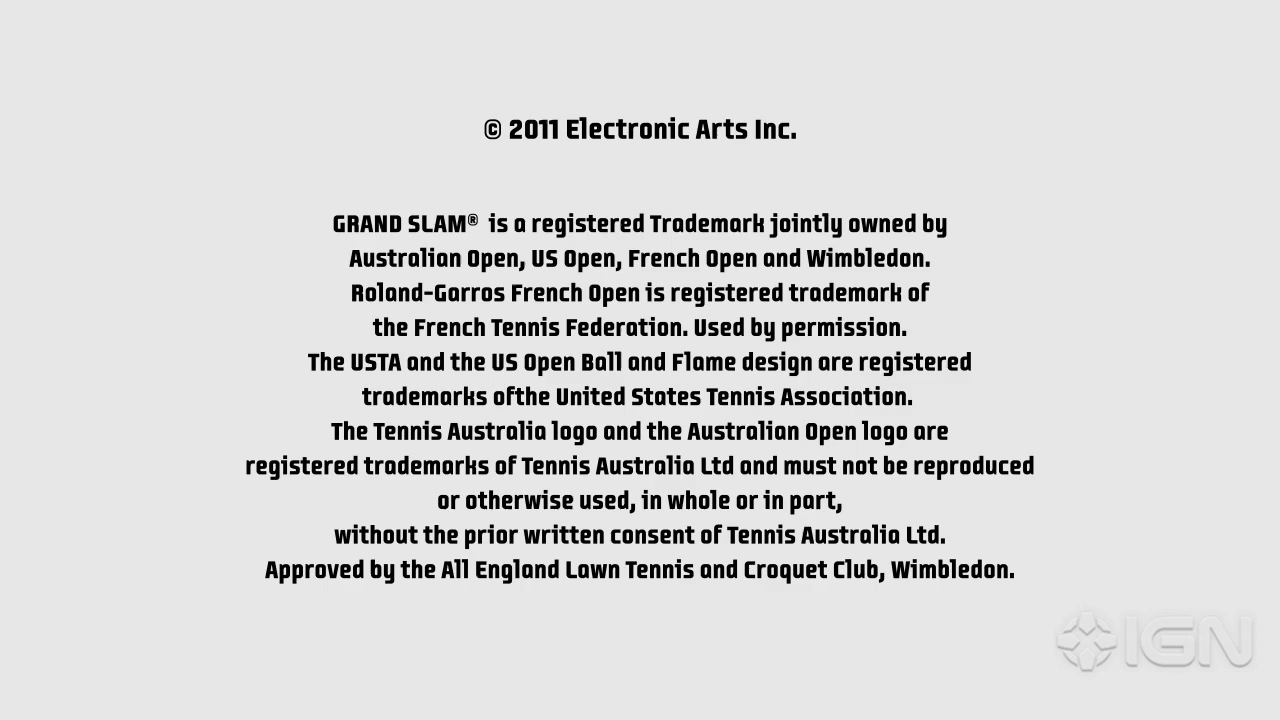 © 2011 Electronic Arts Inc.
GRAND SLAM® is a registered Trademark jointly owned by
Australian Open, US Open, French Open and Wimbledon.
Roland-Garros French Open is registered trademark of
the French Tennis Federation. Used by permission.
The USTA and the US Open Ball and Flame design are registered
trademarks ofthe United States Tennis Association.
The Tennis Australia logo and the Australian Open logo are
registered trademarks of Tennis Australia Ltd and must not be reproduced
or otherwise used, in whole or in part,
without the prior written consent of Tennis Australia Ltd.
Approved by the All England Lawn Tennis and Croquet Club, Wimbledon.
IGN